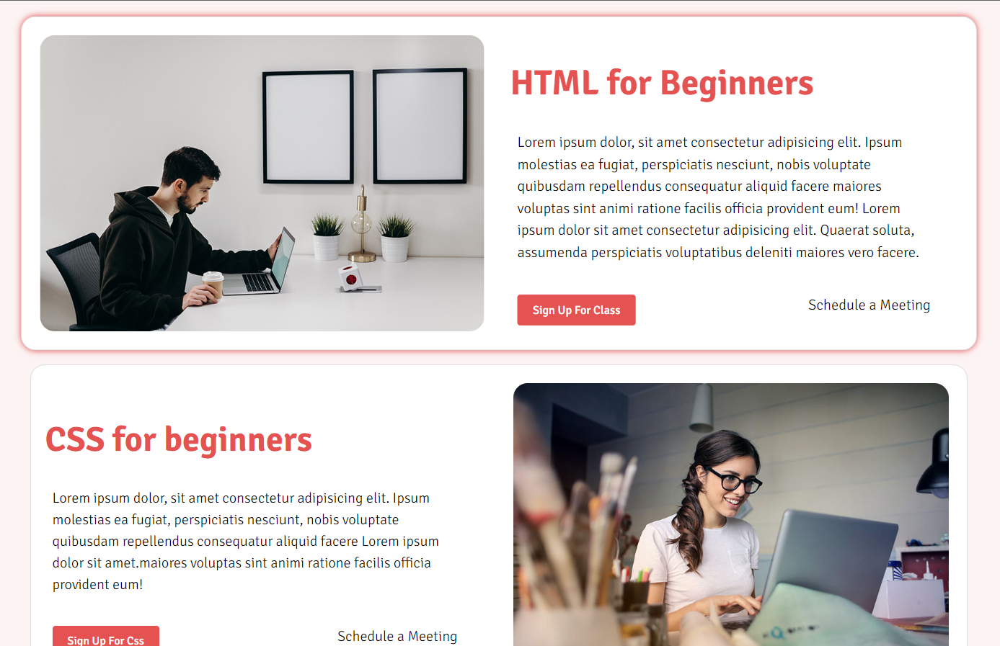 HTML for Beginners
Lorem ipsum dolor, sit amet consectetur adipisicing elit. Ipsum
molestias ea fugiat, perspiciatis nesciunt, nobis voluptate
quibusdam repellendus consequatur aliquid facere maiores
voluptas sint animi ratione facilis officia provident eum! Lorem
ipsum dolor sit amet consectetur adipisicing elit. Quaerat soluta,
assumenda perspiciatis voluptatibus deleniti maiores vero facere.
Sign Up For Class
Schedule a Meeting
CSS for beginners
Lorem ipsum dolor, sit amet consectetur adipisicing elit. Ipsum
molestias ea fugiat, perspiciatis nesciunt, nobis voluptate
quibusdam repellendus consequatur aliquid facere Lorem ipsum
dolor sit amet.maiores voluptas sint animi ratione facilis officia
provident eum!
Sign Up For Css
Schedule a Meeting